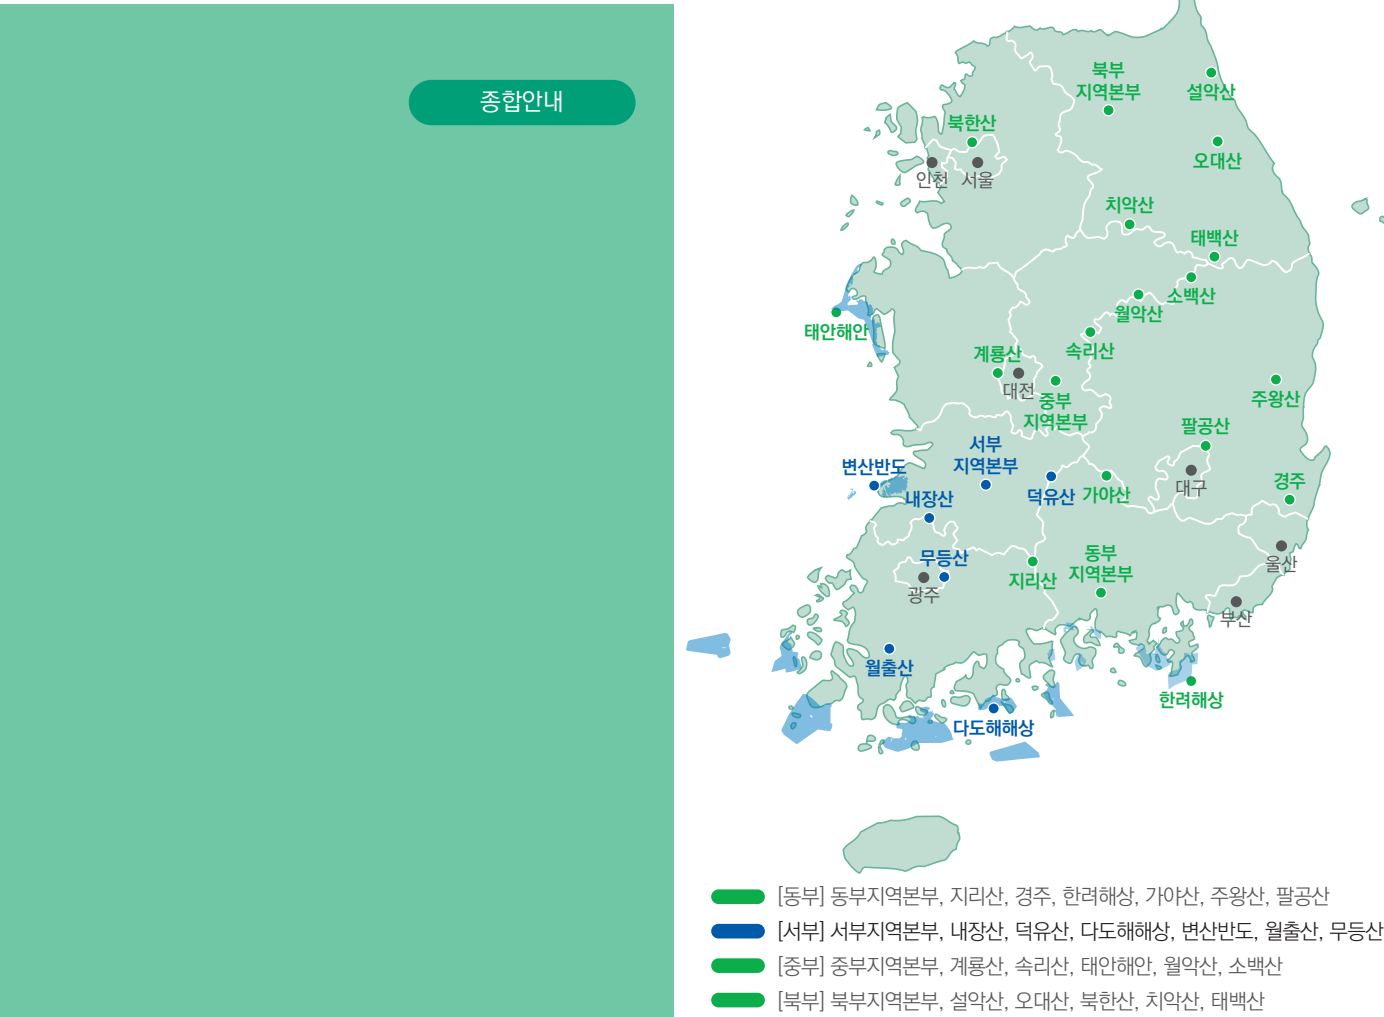 종합안내
북부
지역본부
설악산
북한산
오대산
인천
서울
치악산
태백산
소백산
월악산
태안해안
속리산
계룡산
대전
중부
지역본부
주왕산
팔공산
서부
지역본부
변산반도
대구
경주
내장산
덕유산
가야산
무등산
동부
지역본부
울산
지리산
광주
부산
월출산
한려해상
다도해해상
[동부] 동부지역본부, 지리산, 경주, 한려해상, 가야산, 주왕산, 팔공산
[서부] 서부지역본부, 내장산, 덕유산, 다도해해상, 변산반도, 월출산, 무등산
[중부] 중부지역본부, 계룡산, 속리산, 태안해안, 월악산, 소백산
[북부] 북부지역본부, 설악산, 오대산, 북한산, 치악산, 태백산